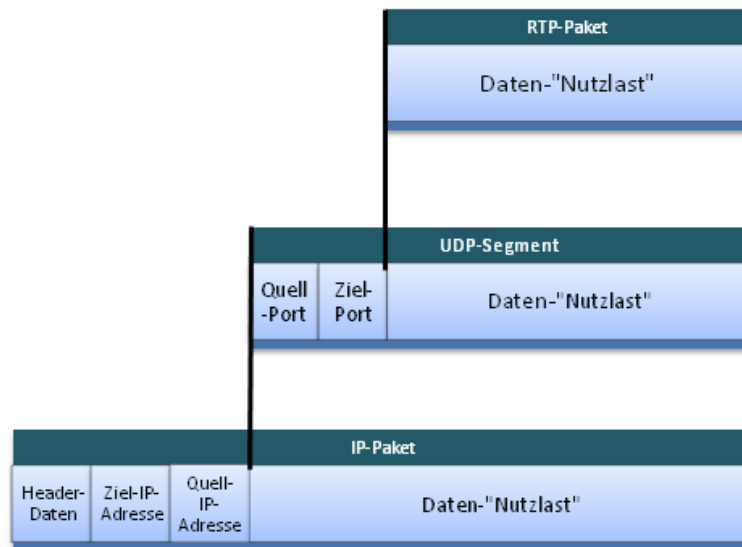 RTP-Paket
Daten-"Nutzlast"
UDP-Segment
Quell
-Port
Ziel-
Port
Daten-"Nutzlast"
IP-Paket
Header-
Daten
Ziel-IP-
Adresse
Quell-
IP-
Adresse
Daten-"Nutzlast"